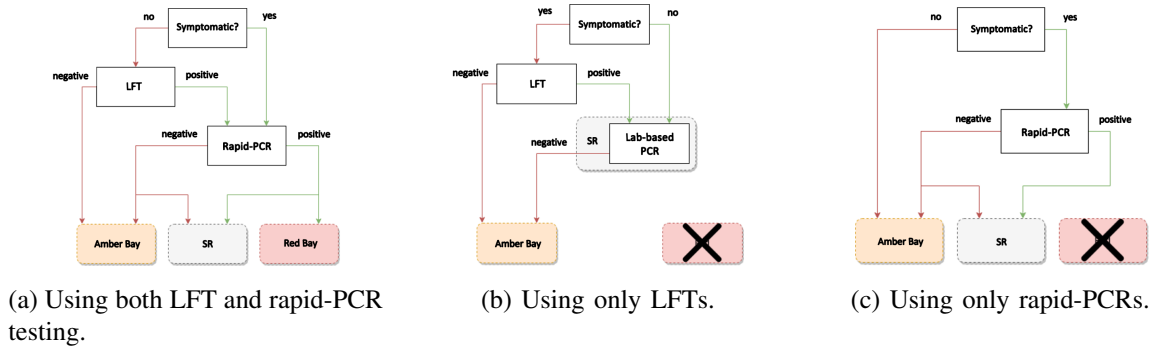 no
Symptomatic?
yes
negative
LFT
positive
negative
Rapid-PCR
positive
Amber Bay
SR
Red Bay
(a) Using both LFT and rapid-PCR
testing.
yes
Symptomatic?
no
negative
LFT
positive
negative
SR
Lab-based
PCR
Amber Bay
(b) Using only LFTs.
no
Symptomatic?
yes
negative
Rapid-PCR
positive
Amber Bay
SR
(c) Using only rapid-PCRs.